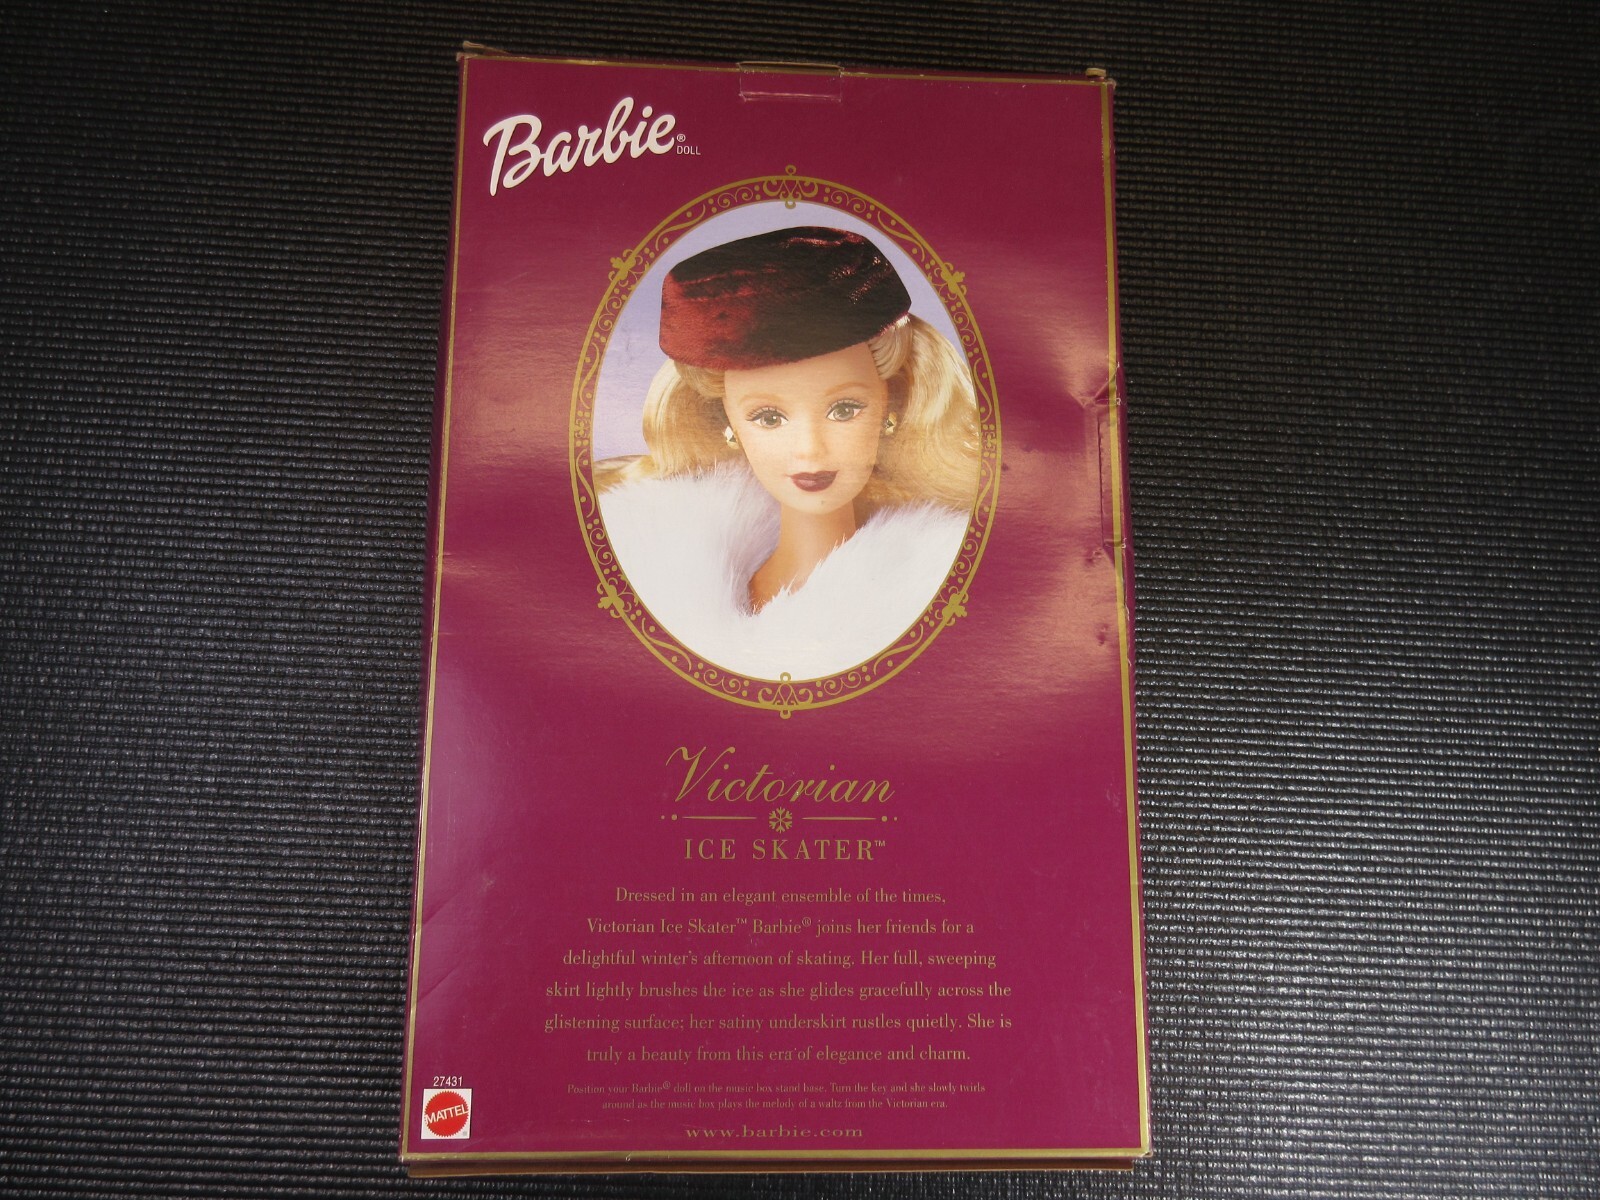 Barbie®
DOLL
Victorian
ICE SKATER™
Dressed in an elegant ensemble of the times,
Victorian Ice Skater™ Barbie® joins her friends for a
delightful winter's afternoon of skating. Her full, sweeping
skirt lightly brushes the ice as she glides gracefully across the
glistening surface; her satiny underskirt rustles quietly. She is
truly a beauty from this era of elegance and charm.
Position your Barbie® doll on the music box stand base. Turn the key and she slowly twirls
around as the music box plays the melody of a waltz from the Victorian era.
www.barbie.com
27431
MATTEL